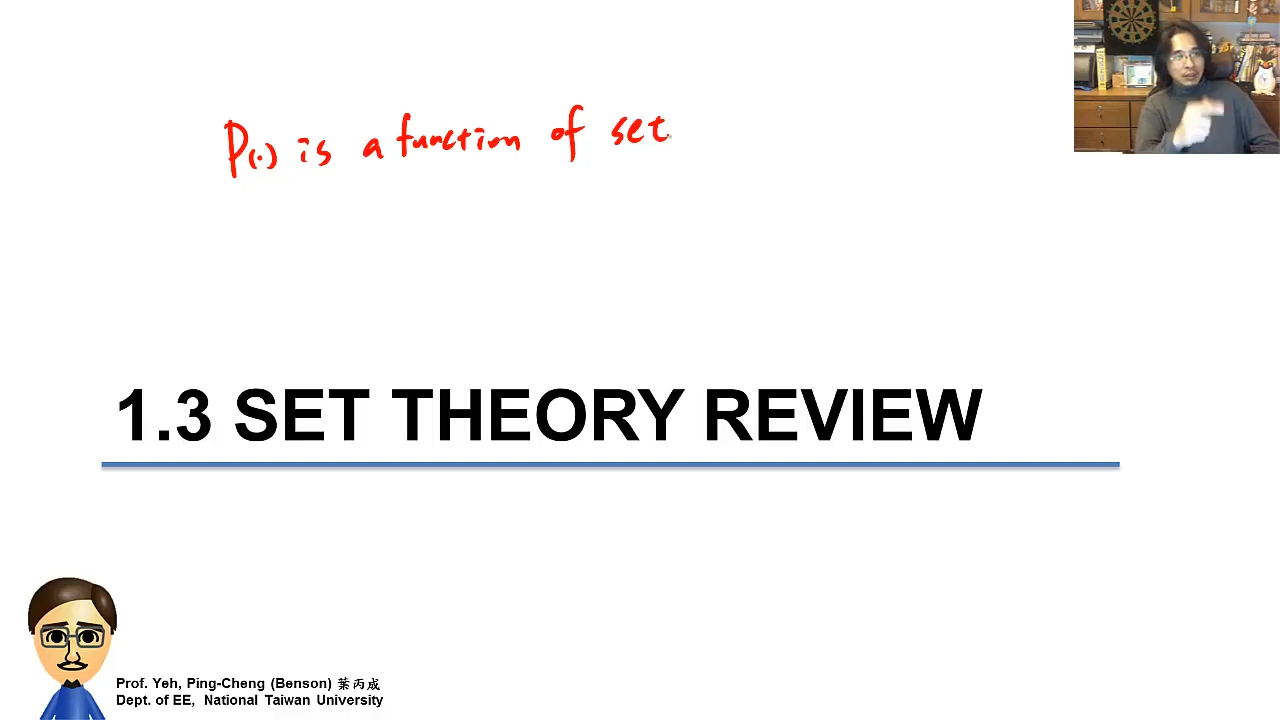 P(·) is a function of set
1.3 SET THEORY REVIEW
Prof. Yeh, Ping-Cheng (Benson) 葉丙成
Dept. of EE, National Taiwan University